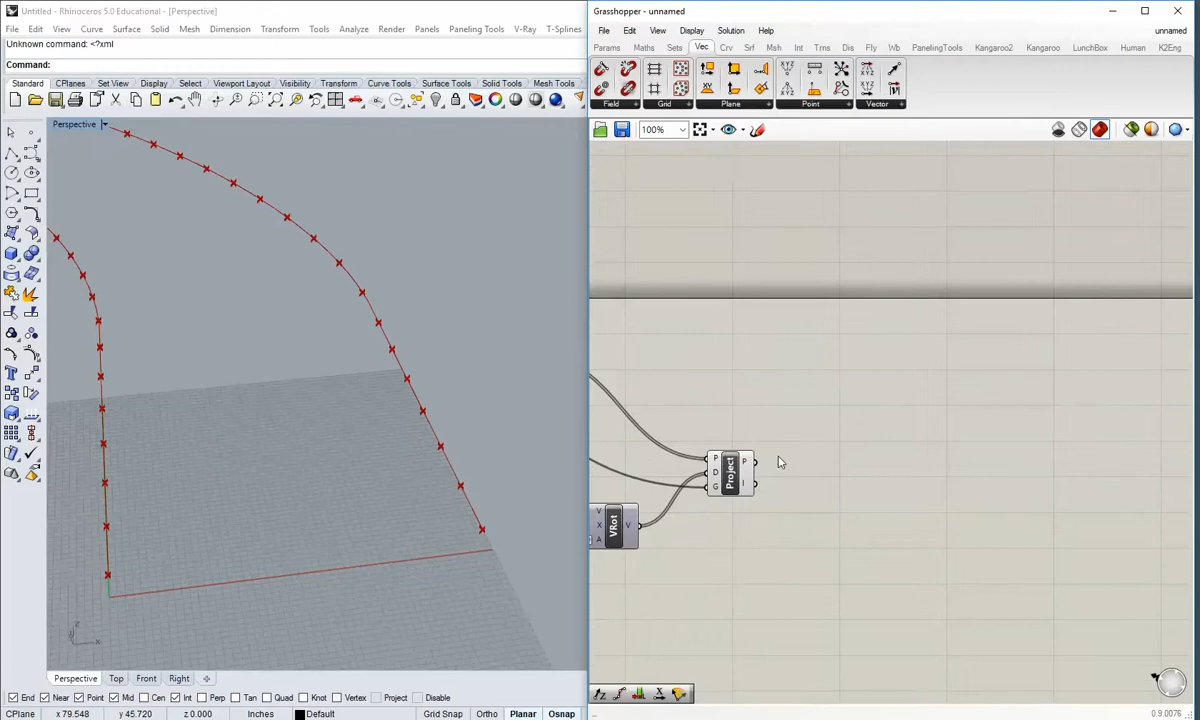 Untitled - Rhinoceros 5.0 Educational - [Perspective]
File Edit View Curve Surface Solid Mesh Dimension Transform Tools Analyze Render Panels Paneling Tools V-Ray T-Splines
Unknown command: <?xml
Command:
Standard CPlanes Set View Display Select Viewport Layout Visibility Transform Curve Tools Surface Tools Solid Tools Mesh Tools
Perspective
z
x
Perspective Top Front Right
End Near Point Mid Cen Int Perp Tan Quad Knot Vertex Project Disable
CPlane x 79.548 y 45.720 z 0.000 Inches Default Grid Snap Ortho Planar Osnap
Grasshopper - unnamed
File Edit View Display Solution Help unnamed
Params Maths Sets Vec Crv Srf Msh Int Trns Dis Fly Wb PanelingTools Kangaroo2 Kangaroo LunchBox Human K2Eng
Field Grid Plane Point Vector
100%
P D G Project P I
V X A VRot V
0.9.0076